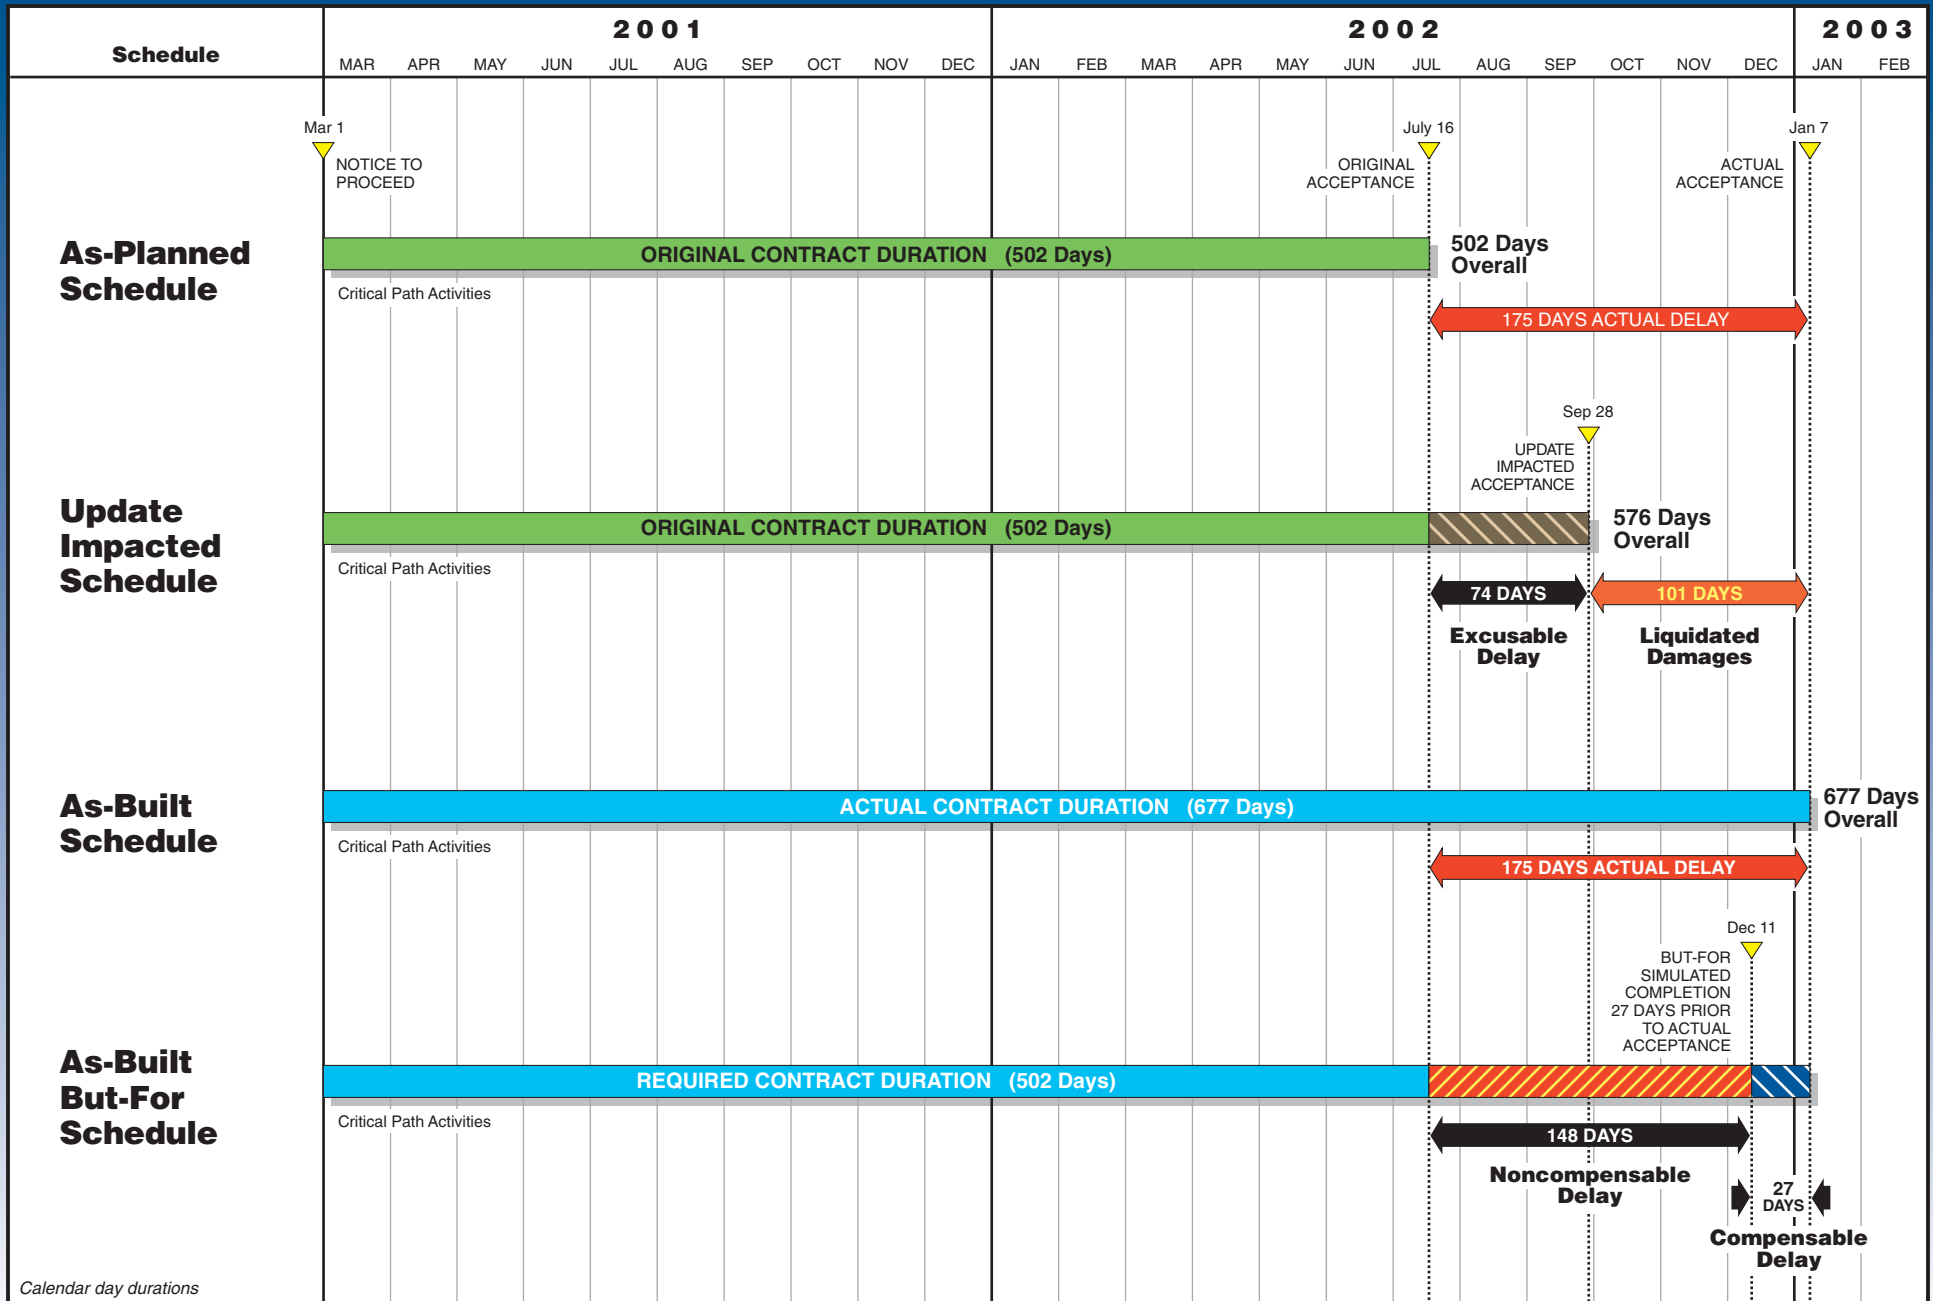 Schedule
2001
2002
2003
MAR APR MAY JUN JUL AUG SEP OCT NOV DEC JAN FEB MAR APR MAY JUN JUL AUG SEP OCT NOV DEC JAN FEB
Mar 1
NOTICE TO
PROCEED
July 16
ORIGINAL
ACCEPTANCE
Jan 7
ACTUAL
ACCEPTANCE
As-Planned
Schedule
ORIGINAL CONTRACT DURATION (502 Days)
502 Days
Overall
Critical Path Activities
175 DAYS ACTUAL DELAY
Sep 28
UPDATE
IMPACTED
ACCEPTANCE
Update
Impacted
Schedule
ORIGINAL CONTRACT DURATION (502 Days)
576 Days
Overall
Critical Path Activities
74 DAYS
101 DAYS
Excusable
Delay
Liquidated
Damages
As-Built
Schedule
ACTUAL CONTRACT DURATION (677 Days)
677 Days
Overall
Critical Path Activities
175 DAYS ACTUAL DELAY
Dec 11
BUT-FOR
SIMULATED
COMPLETION
27 DAYS PRIOR
TO ACTUAL
ACCEPTANCE
As-Built
But-For
Schedule
REQUIRED CONTRACT DURATION (502 Days)
Critical Path Activities
148 DAYS
Noncompensable
Delay
27
DAYS
Compensable
Delay
Calendar day durations